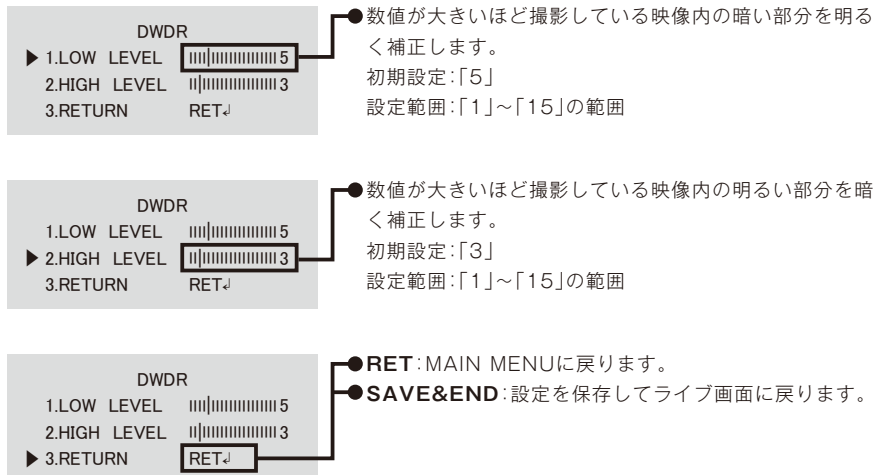 DWDR
▶ 1.LOW LEVEL 5
2.HIGH LEVEL 3
3.RETURN RET↲
●数値が大きいほど撮影している映像内の暗い部分を明る
く補正します。
初期設定:「5」
設定範囲:「1」~「15」の範囲
DWDR
1.LOW LEVEL 5
▶ 2.HIGH LEVEL 3
3.RETURN RET↲
●数値が大きいほど撮影している映像内の明るい部分を暗
く補正します。
初期設定:「3」
設定範囲:「1」~「15」の範囲
DWDR
1.LOW LEVEL 5
2.HIGH LEVEL 3
▶ 3.RETURN RET↲
●RET:MAIN MENUに戻ります。
●SAVE&END:設定を保存してライブ画面に戻ります。